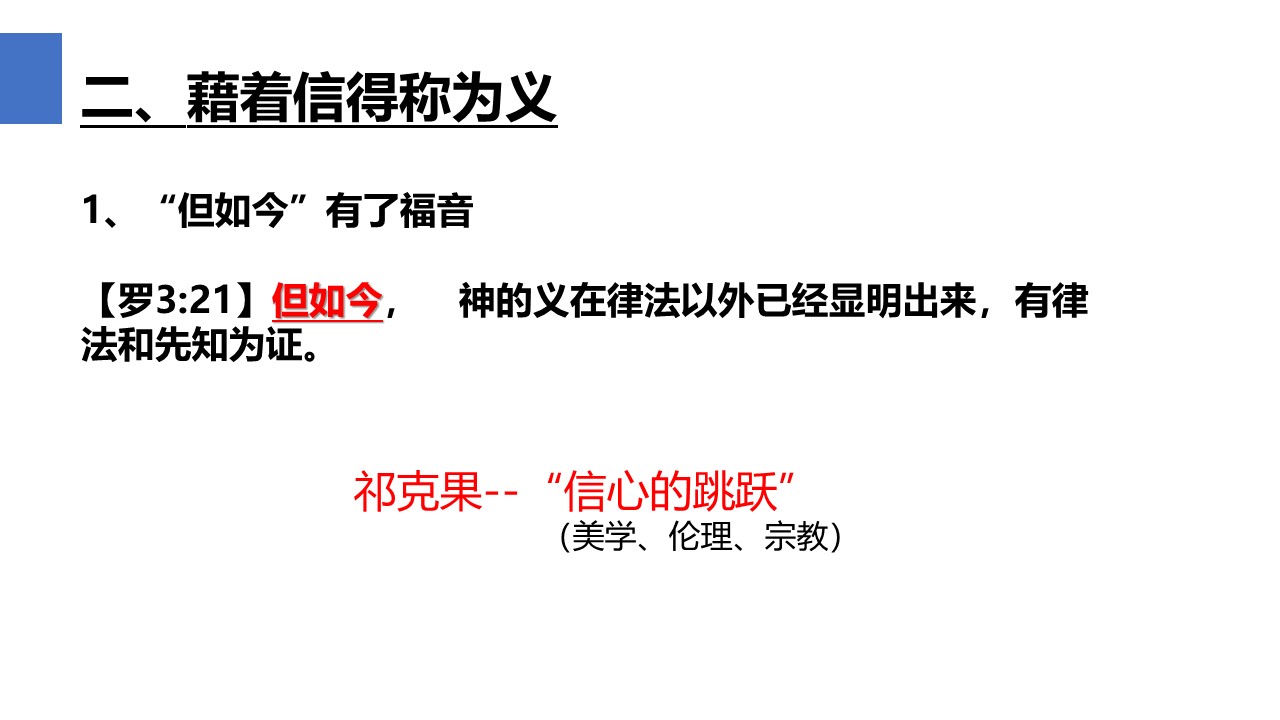 二、藉着信得称为义
1、“但如今”有了福音
【罗3:21】但如今，　神的义在律法以外已经显明出来，有律
法和先知为证。
祁克果--“信心的跳跃”
（美学、伦理、宗教）